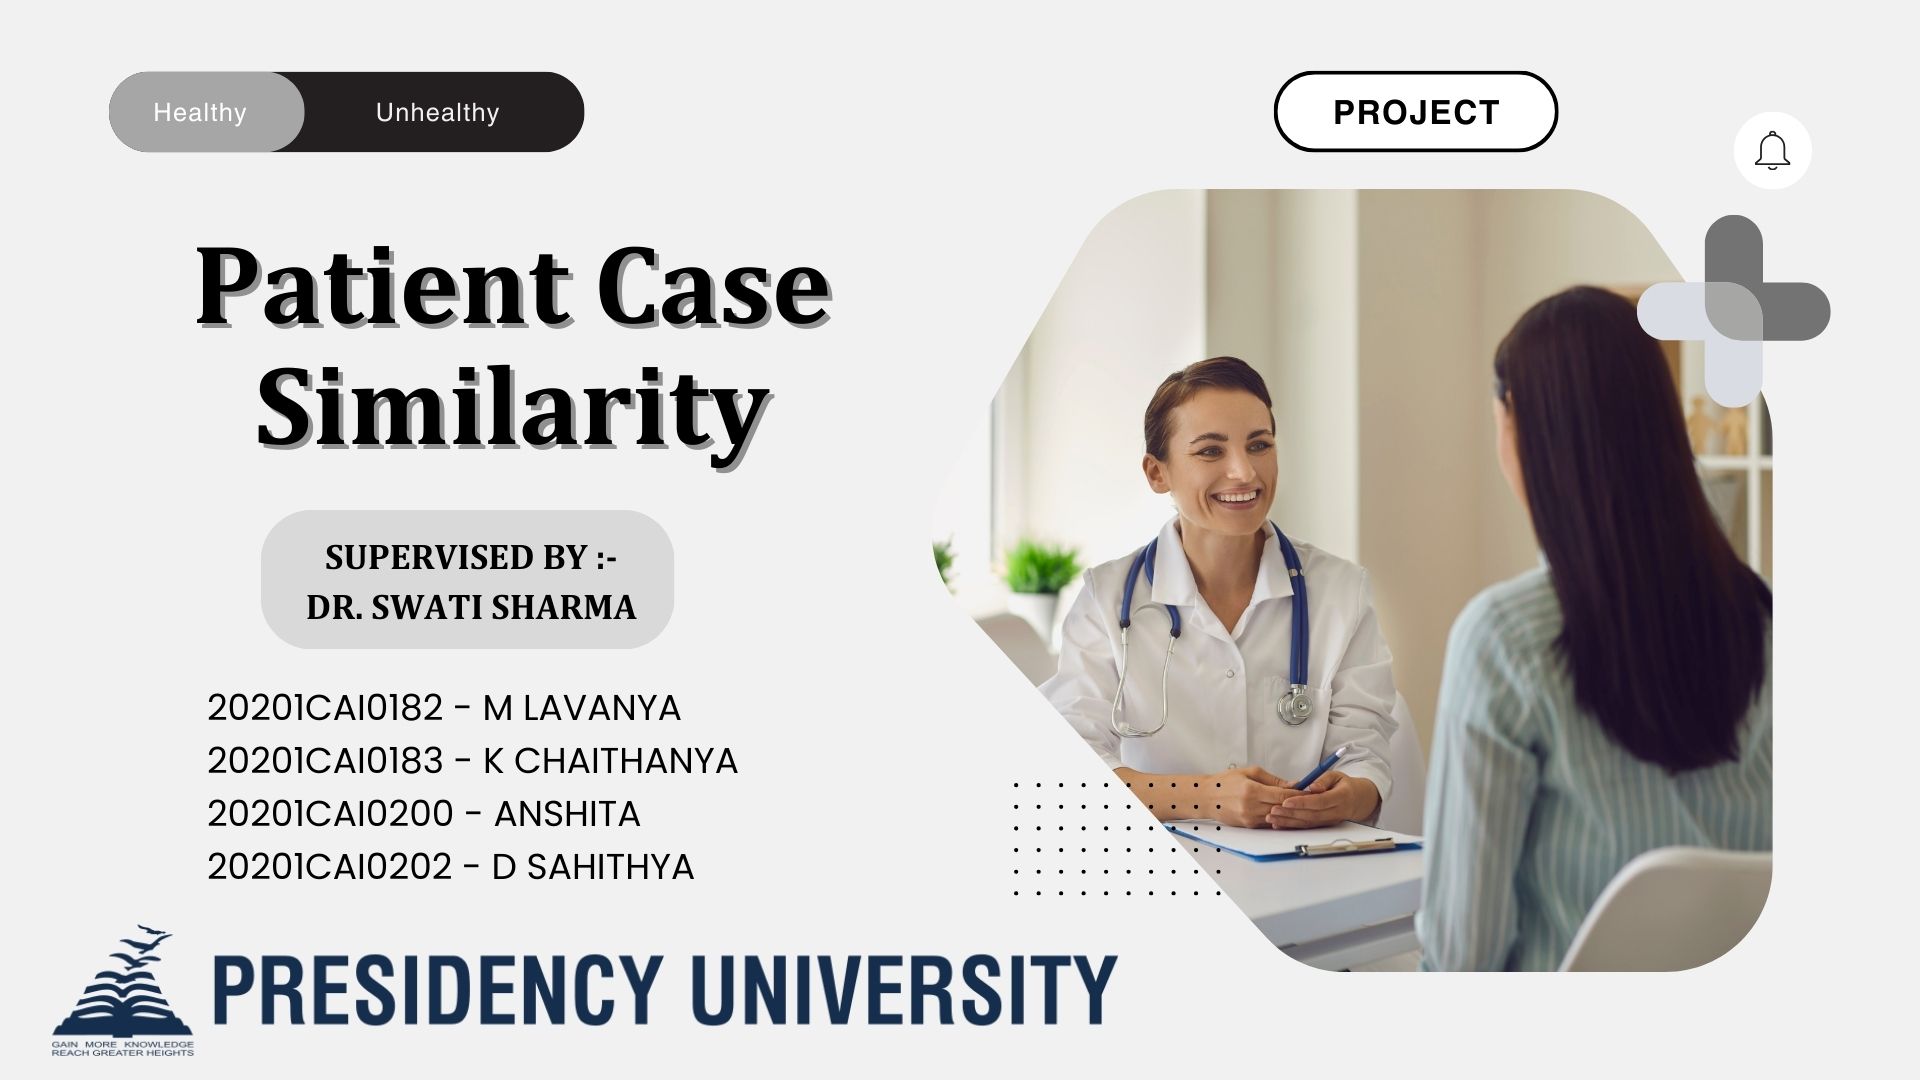 Healthy
Unhealthy
PROJECT
Patient Case
Similarity
SUPERVISED BY :-
DR. SWATI SHARMA
20201CAI0182 - M LAVANYA
20201CAI0183 - K CHAITHANYA
20201CAI0200 - ANSHITA
20201CAI0202 - D SAHITHYA
PRESIDENCY UNIVERSITY
GAIN MORE KNOWLEDGE
REACH GREATER HEIGHTS